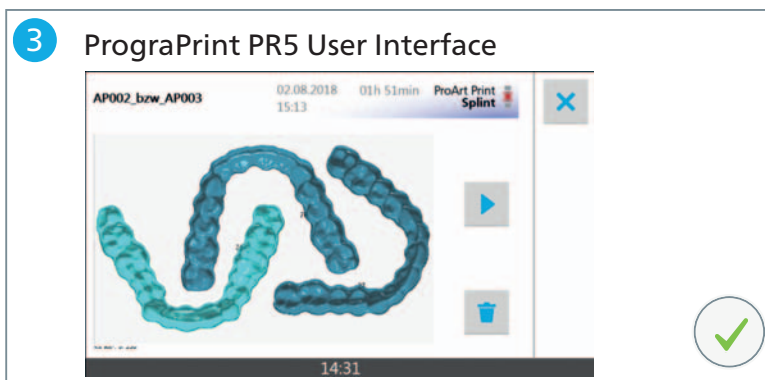 3 PrograPrint PR5 User Interface
AP002_bzw_AP003 02.08.2018 01h 51min ProArt Print
15:13 Splint
14:31